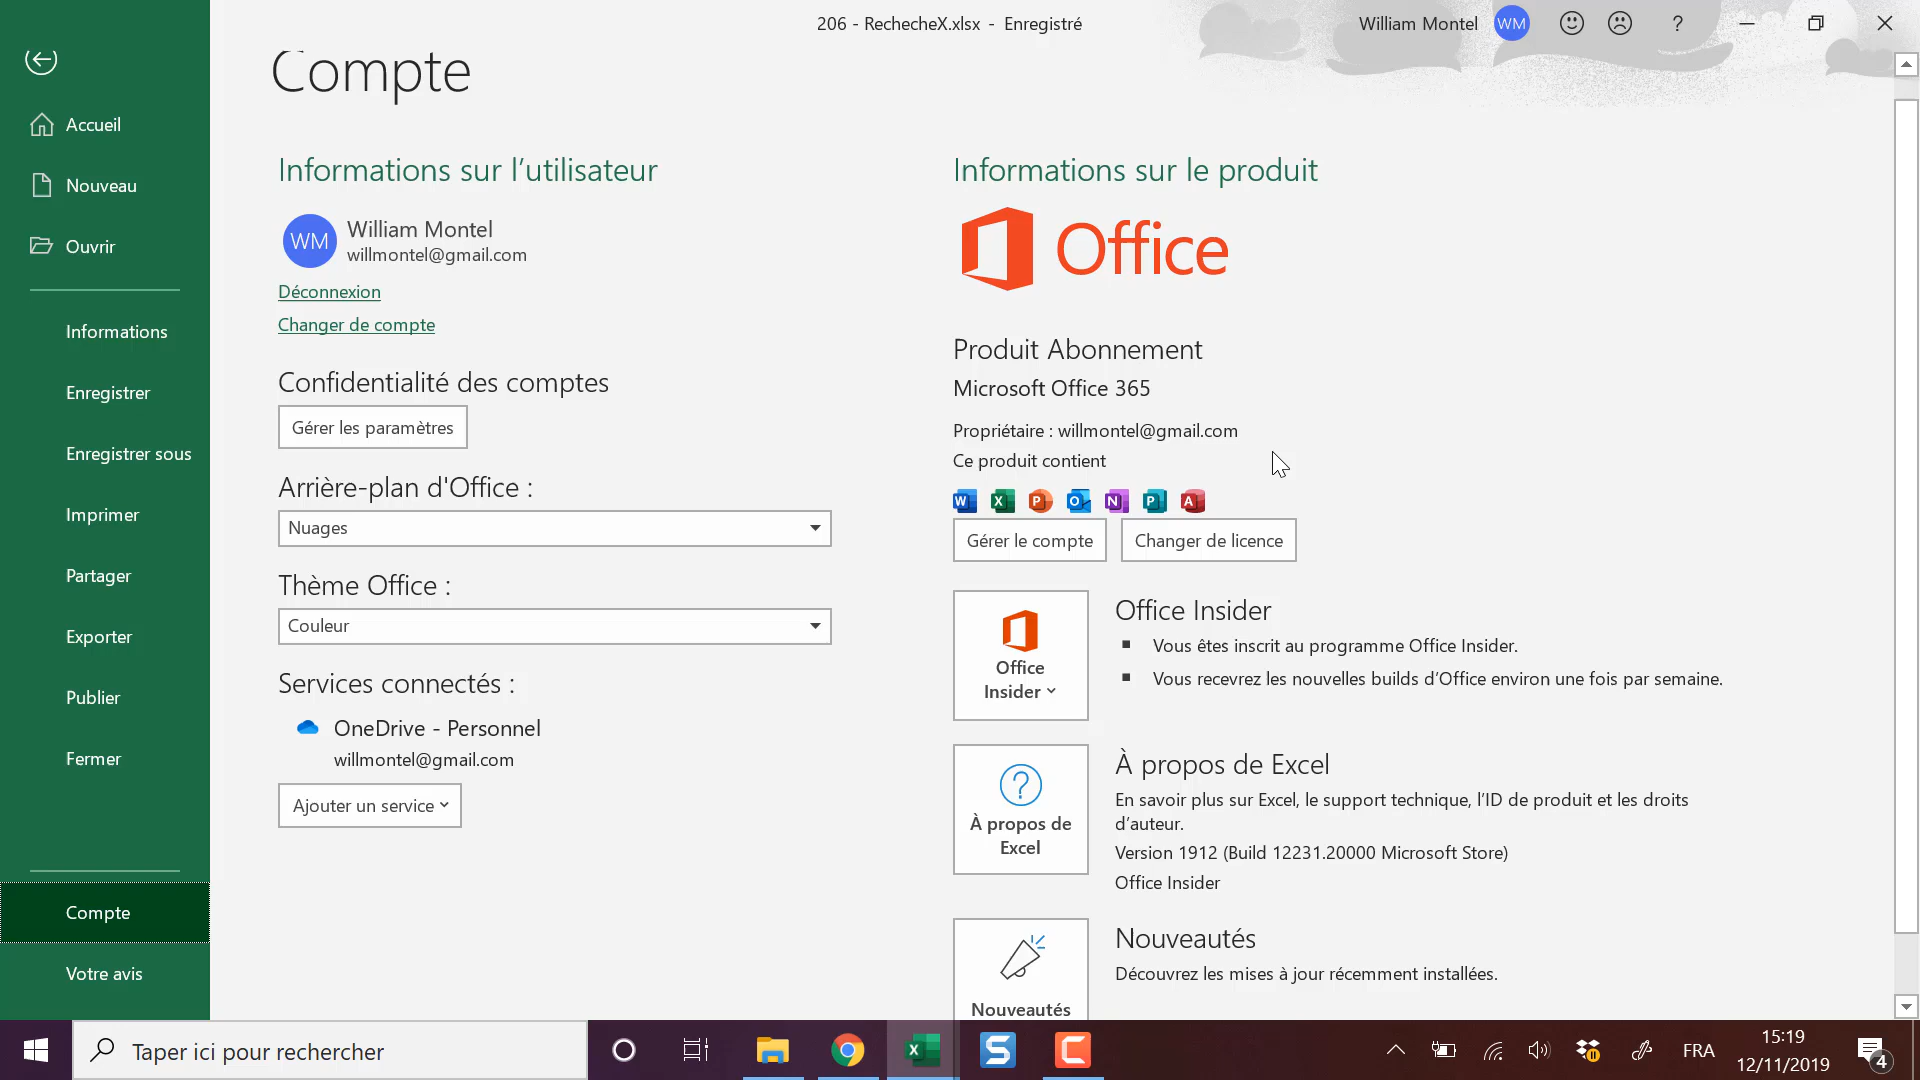 206 - RechecheX.xlsx - Enregistré
William Montel
WM
?
Compte
Accueil
Nouveau
Ouvrir
Informations
Enregistrer
Enregistrer sous
Imprimer
Partager
Exporter
Publier
Fermer
Compte
Votre avis
Informations sur l'utilisateur
WM
William Montel
willmontel@gmail.com
Déconnexion
Changer de compte
Confidentialité des comptes
Gérer les paramètres
Arrière-plan d'Office :
Nuages
Thème Office :
Couleur
Services connectés :
OneDrive - Personnel
willmontel@gmail.com
Ajouter un service
Informations sur le produit
Office
Produit Abonnement
Microsoft Office 365
Propriétaire : willmontel@gmail.com
Ce produit contient
W X P O N P A
Gérer le compte
Changer de licence
Office
Insider
Office Insider
Vous êtes inscrit au programme Office Insider.
Vous recevrez les nouvelles builds d'Office environ une fois par semaine.
?
À propos de
Excel
À propos de Excel
En savoir plus sur Excel, le support technique, l'ID de produit et les droits
d'auteur.
Version 1912 (Build 12231.20000 Microsoft Store)
Office Insider
Nouveautés
Nouveautés
Découvrez les mises à jour récemment installées.
Taper ici pour rechercher
X
S
C
FRA
15:19
12/11/2019
4